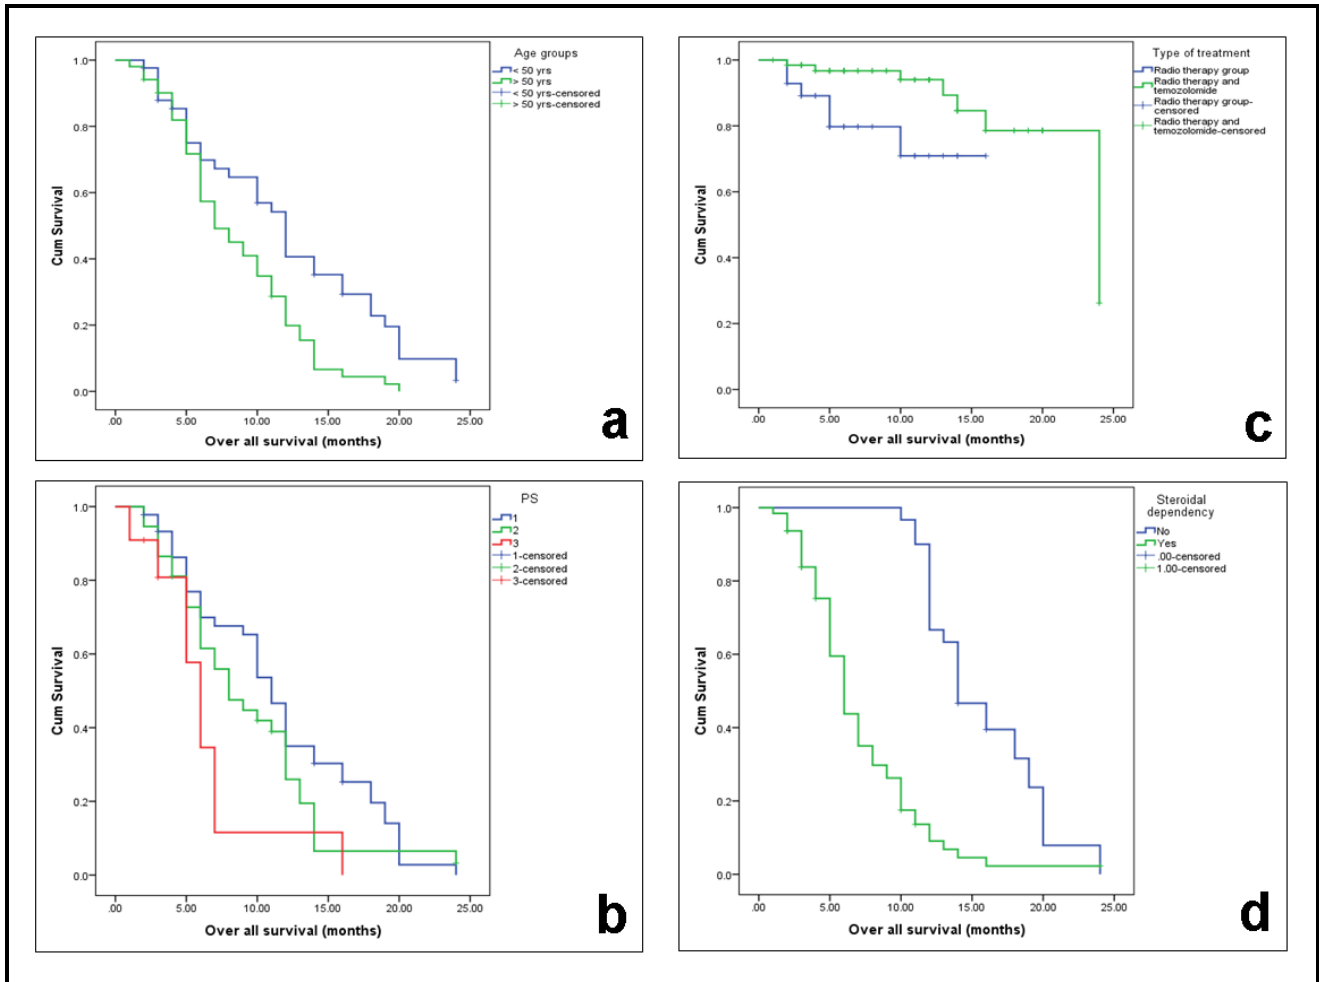 Age groups
< 50 yrs
> 50 yrs
< 50 yrs-censored
> 50 yrs-censored
1.0
0.8
0.6
0.4
0.2
0.0
Cum Survival
.00 5.00 10.00 15.00 20.00 25.00
Over all survival (months)
a
Type of treatment
Radio therapy group
Radio therapy and
temozolomide
Radio therapy group-
censored
Radio therapy and
temozolomide-censored
1.0
0.8
0.6
0.4
0.2
0.0
Cum Survival
.00 5.00 10.00 15.00 20.00 25.00
Over all survival (months)
c
PS
1
2
3
1-censored
2-censored
3-censored
1.0
0.8
0.6
0.4
0.2
0.0
Cum Survival
.00 5.00 10.00 15.00 20.00 25.00
Over all survival (months)
b
Steroidal
dependency
No
Yes
.00-censored
1.00-censored
1.0
0.8
0.6
0.4
0.2
0.0
Cum Survival
.00 5.00 10.00 15.00 20.00 25.00
Over all survival (months)
d